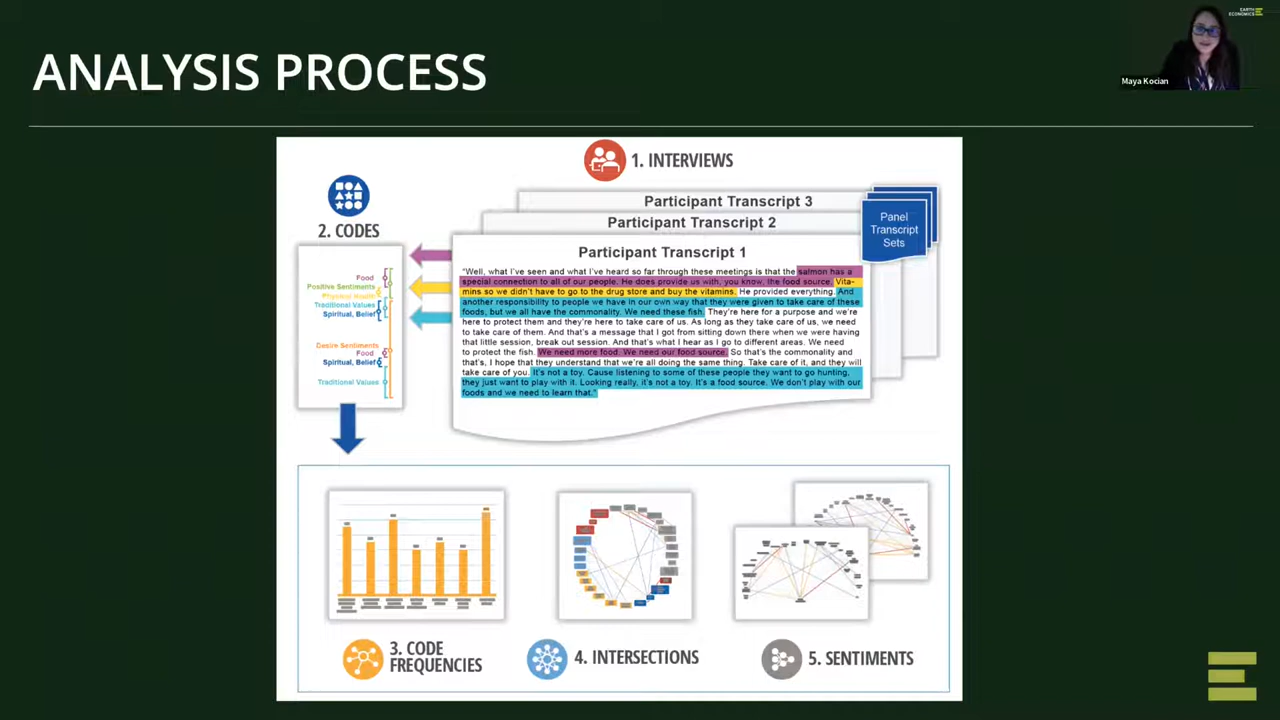 EARTH
ECONOMICS
Maya Kocian
ANALYSIS PROCESS
1. INTERVIEWS
2. CODES
Participant Transcript 3
Participant Transcript 2
Participant Transcript 1
Panel
Transcript
Sets
"Well, what I've seen and what I've heard so far through these meetings is that the salmon has a
special connection to all of our people. He does provide us with, you know, the food source. Vita-
mins so we didn't have to go to the drug store and buy the vitamins. He provided everything. And
another responsibility to people we have in our own way that they were given to take care of these
foods, but we all have the commonality. We need these fish. They're here for a purpose and we're
here to protect them and they're here to take care of us. As long as they take care of us, we need
to take care of them. And that's a message that I got from sitting down there when we were having
that little session, break out session. And that's what I hear as I go to different areas. We need
to protect the fish. We need more food. We need our food source. So that's the commonality and
that's, I hope that they understand that we're all doing the same thing. Take care of it, and they will
take care of you. It's not a toy. Cause listening to some of these people they want to go hunting,
they just want to play with it. Looking really, it's not a toy. It's a food source. We don't play with our
foods and we need to learn that."
Food
Positive Sentiments
Physical Health
Traditional Values
Spiritual, Belief
Desire Sentiments
Food
Spiritual, Belief
Traditional Values
3. CODE
FREQUENCIES
4. INTERSECTIONS
5. SENTIMENTS